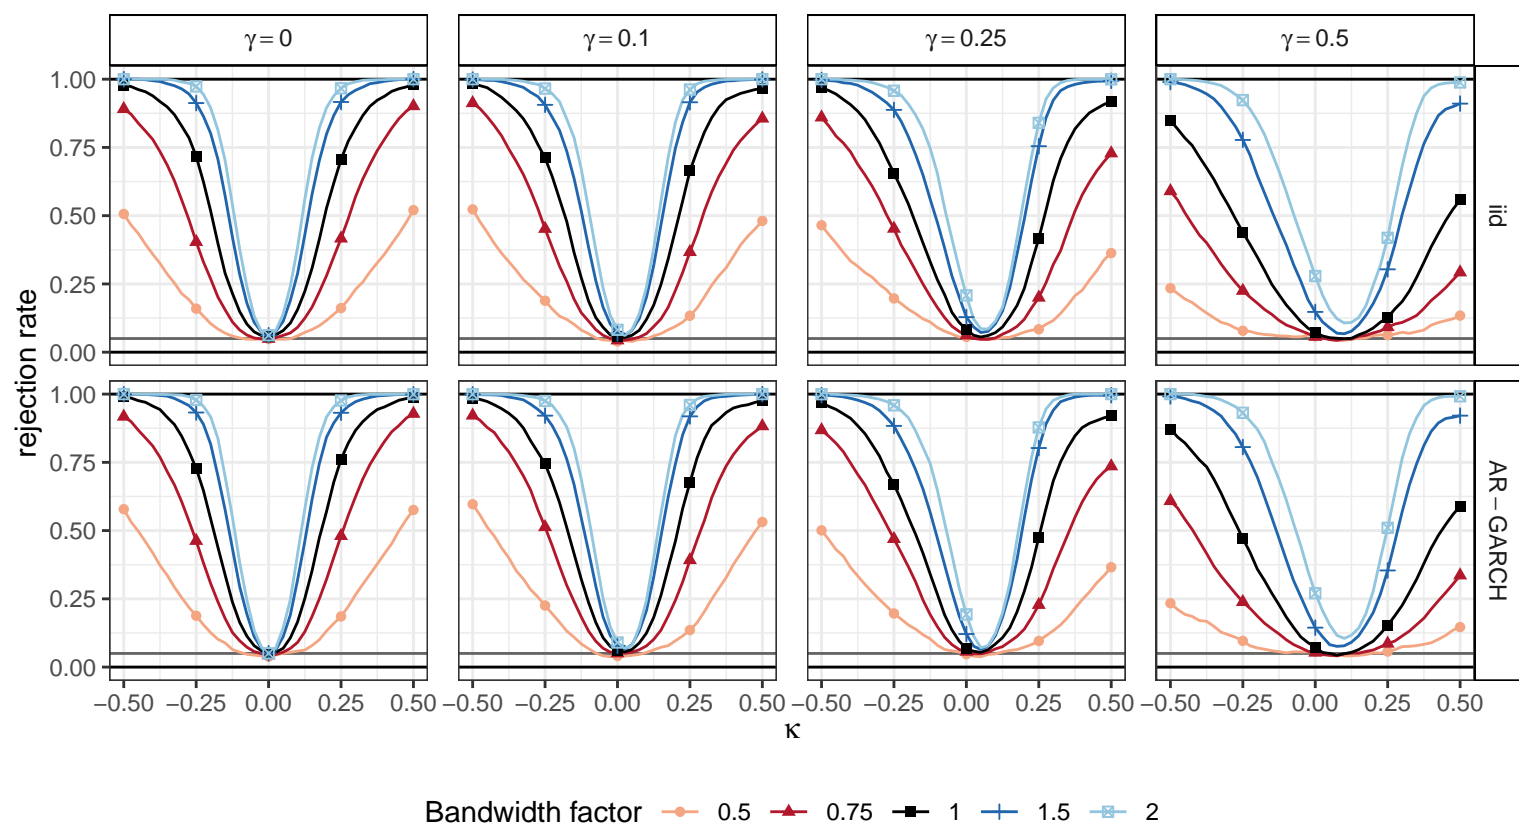 γ = 0
γ = 0.1
γ = 0.25
γ = 0.5
1.00
0.75
0.50
0.25
0.00
iid
rejection rate
1.00
0.75
0.50
0.25
0.00
AR − GARCH
−0.50 −0.25 0.00 0.25 0.50
−0.50 −0.25 0.00 0.25 0.50
−0.50 −0.25 0.00 0.25 0.50
−0.50 −0.25 0.00 0.25 0.50
κ
Bandwidth factor 0.5 0.75 1 1.5 2